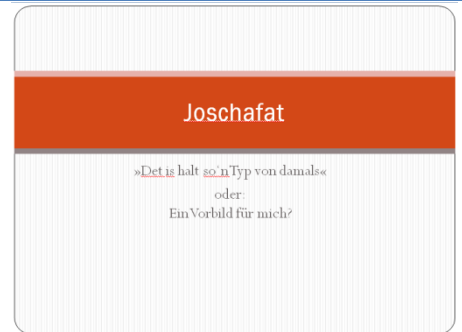 Joschafat
»Det is halt so´n Typ von damals«
oder:
Ein Vorbild für mich?